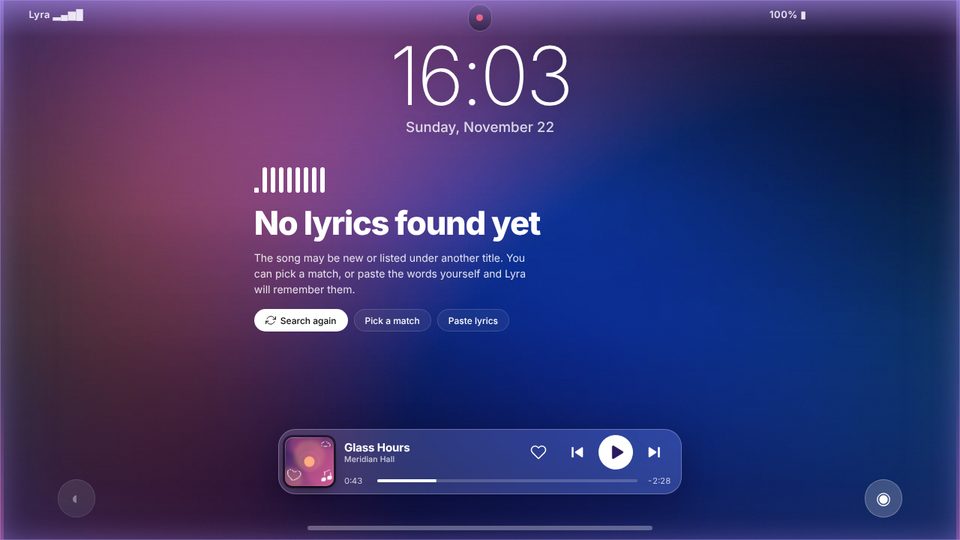 Lyra
100%
16:03
Sunday, November 22
No lyrics found yet
The song may be new or listed under another title. You
can pick a match, or paste the words yourself and Lyra
will remember them.
Search again
Pick a match
Paste lyrics
Glass Hours
Meridian Hall
0:43
-2:28